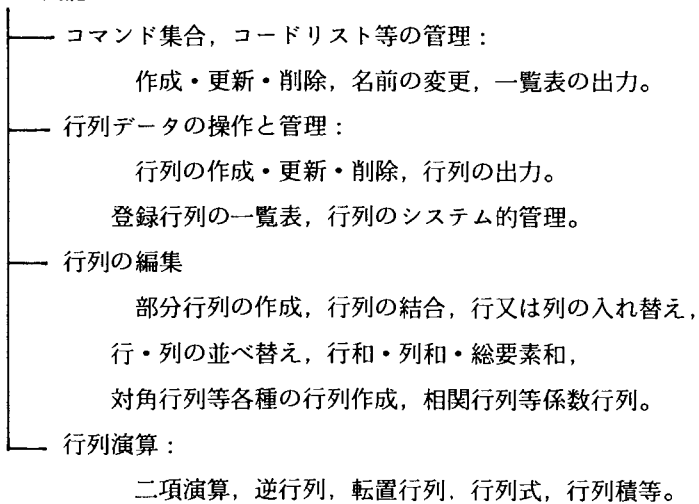 コマンド集合，コードリスト等の管理：
作成・更新・削除，名前の変更，一覧表の出力。
行列データの操作と管理：
行列の作成・更新・削除，行列の出力。
登録行列の一覧表，行列のシステム的管理。
行列の編集
部分行列の作成，行列の結合，行又は列の入れ替え，
行・列の並べ替え，行和・列和・総要素和，
対角行列等各種の行列作成，相関行列等係数行列。
行列演算：
二項演算，逆行列，転置行列，行列式，行列積等。